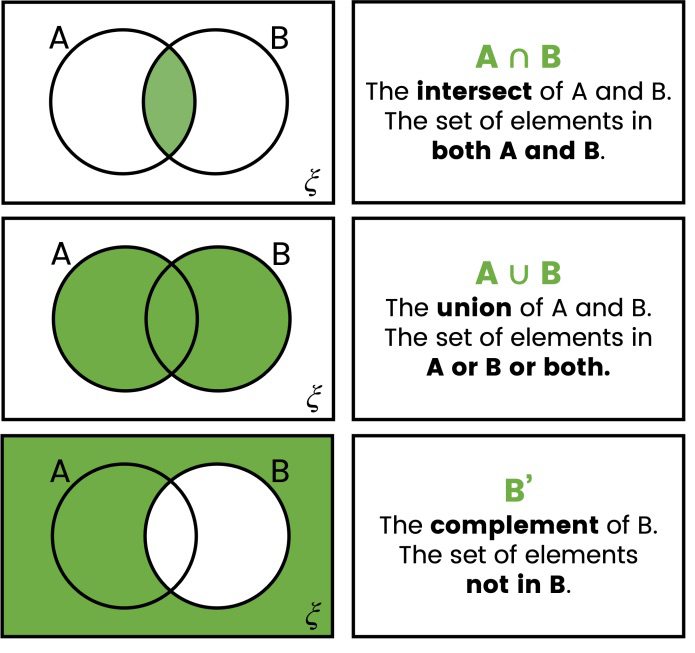 A B
ξ
A ∩ B
The intersect of A and B.
The set of elements in
both A and B.
A B
ξ
A ∪ B
The union of A and B.
The set of elements in
A or B or both.
A B
ξ
B’
The complement of B.
The set of elements
not in B.